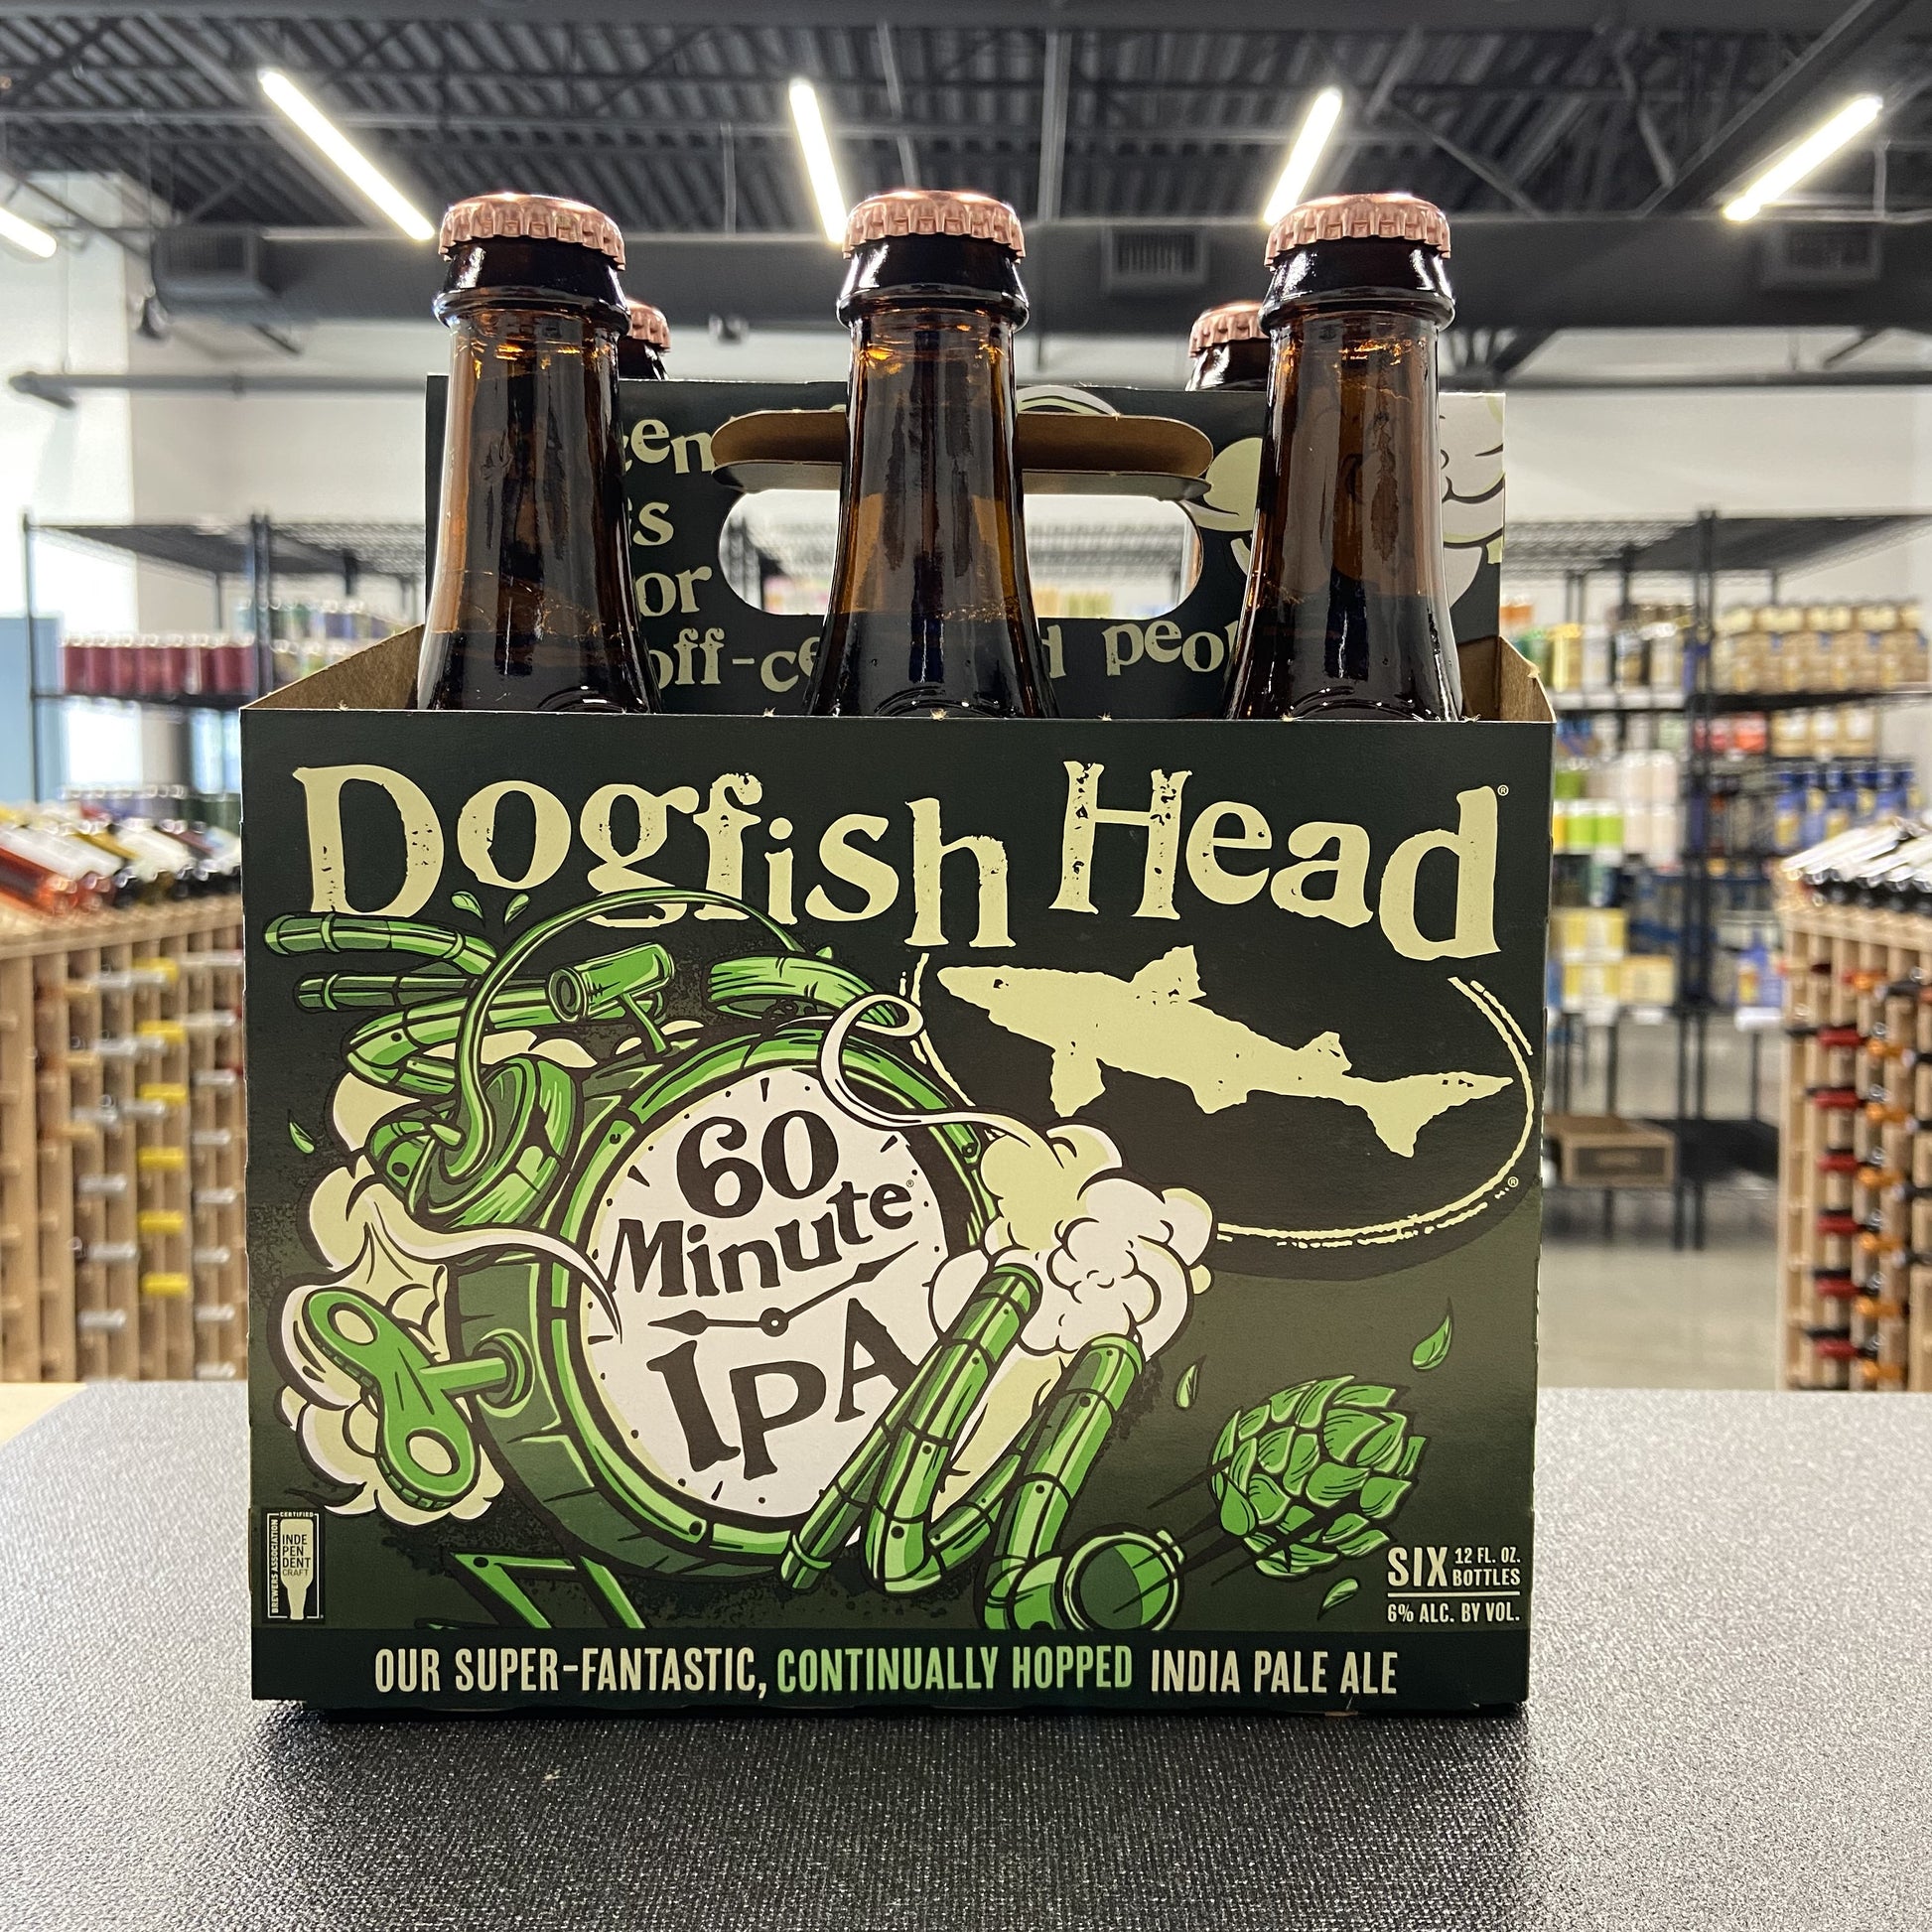 off-
Dogfish Head®
60
Minute®
IPA
®
CERTIFIED
BREWERS ASSOCIATION
INDE
PEN
DENT
CRAFT
SIX 12 FL. OZ.
BOTTLES
6% ALC. BY VOL.
OUR SUPER-FANTASTIC, CONTINUALLY HOPPED INDIA PALE ALE